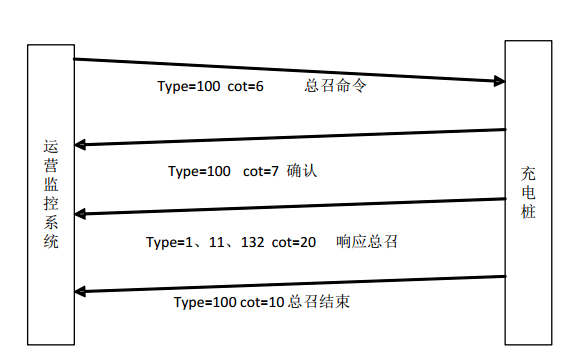 运营监控系统
Type=100 cot=6 总召命令
Type=100 cot=7 确认
Type=1、11、132 cot=20 响应总召
Type=100 cot=10 总召结束
充电桩